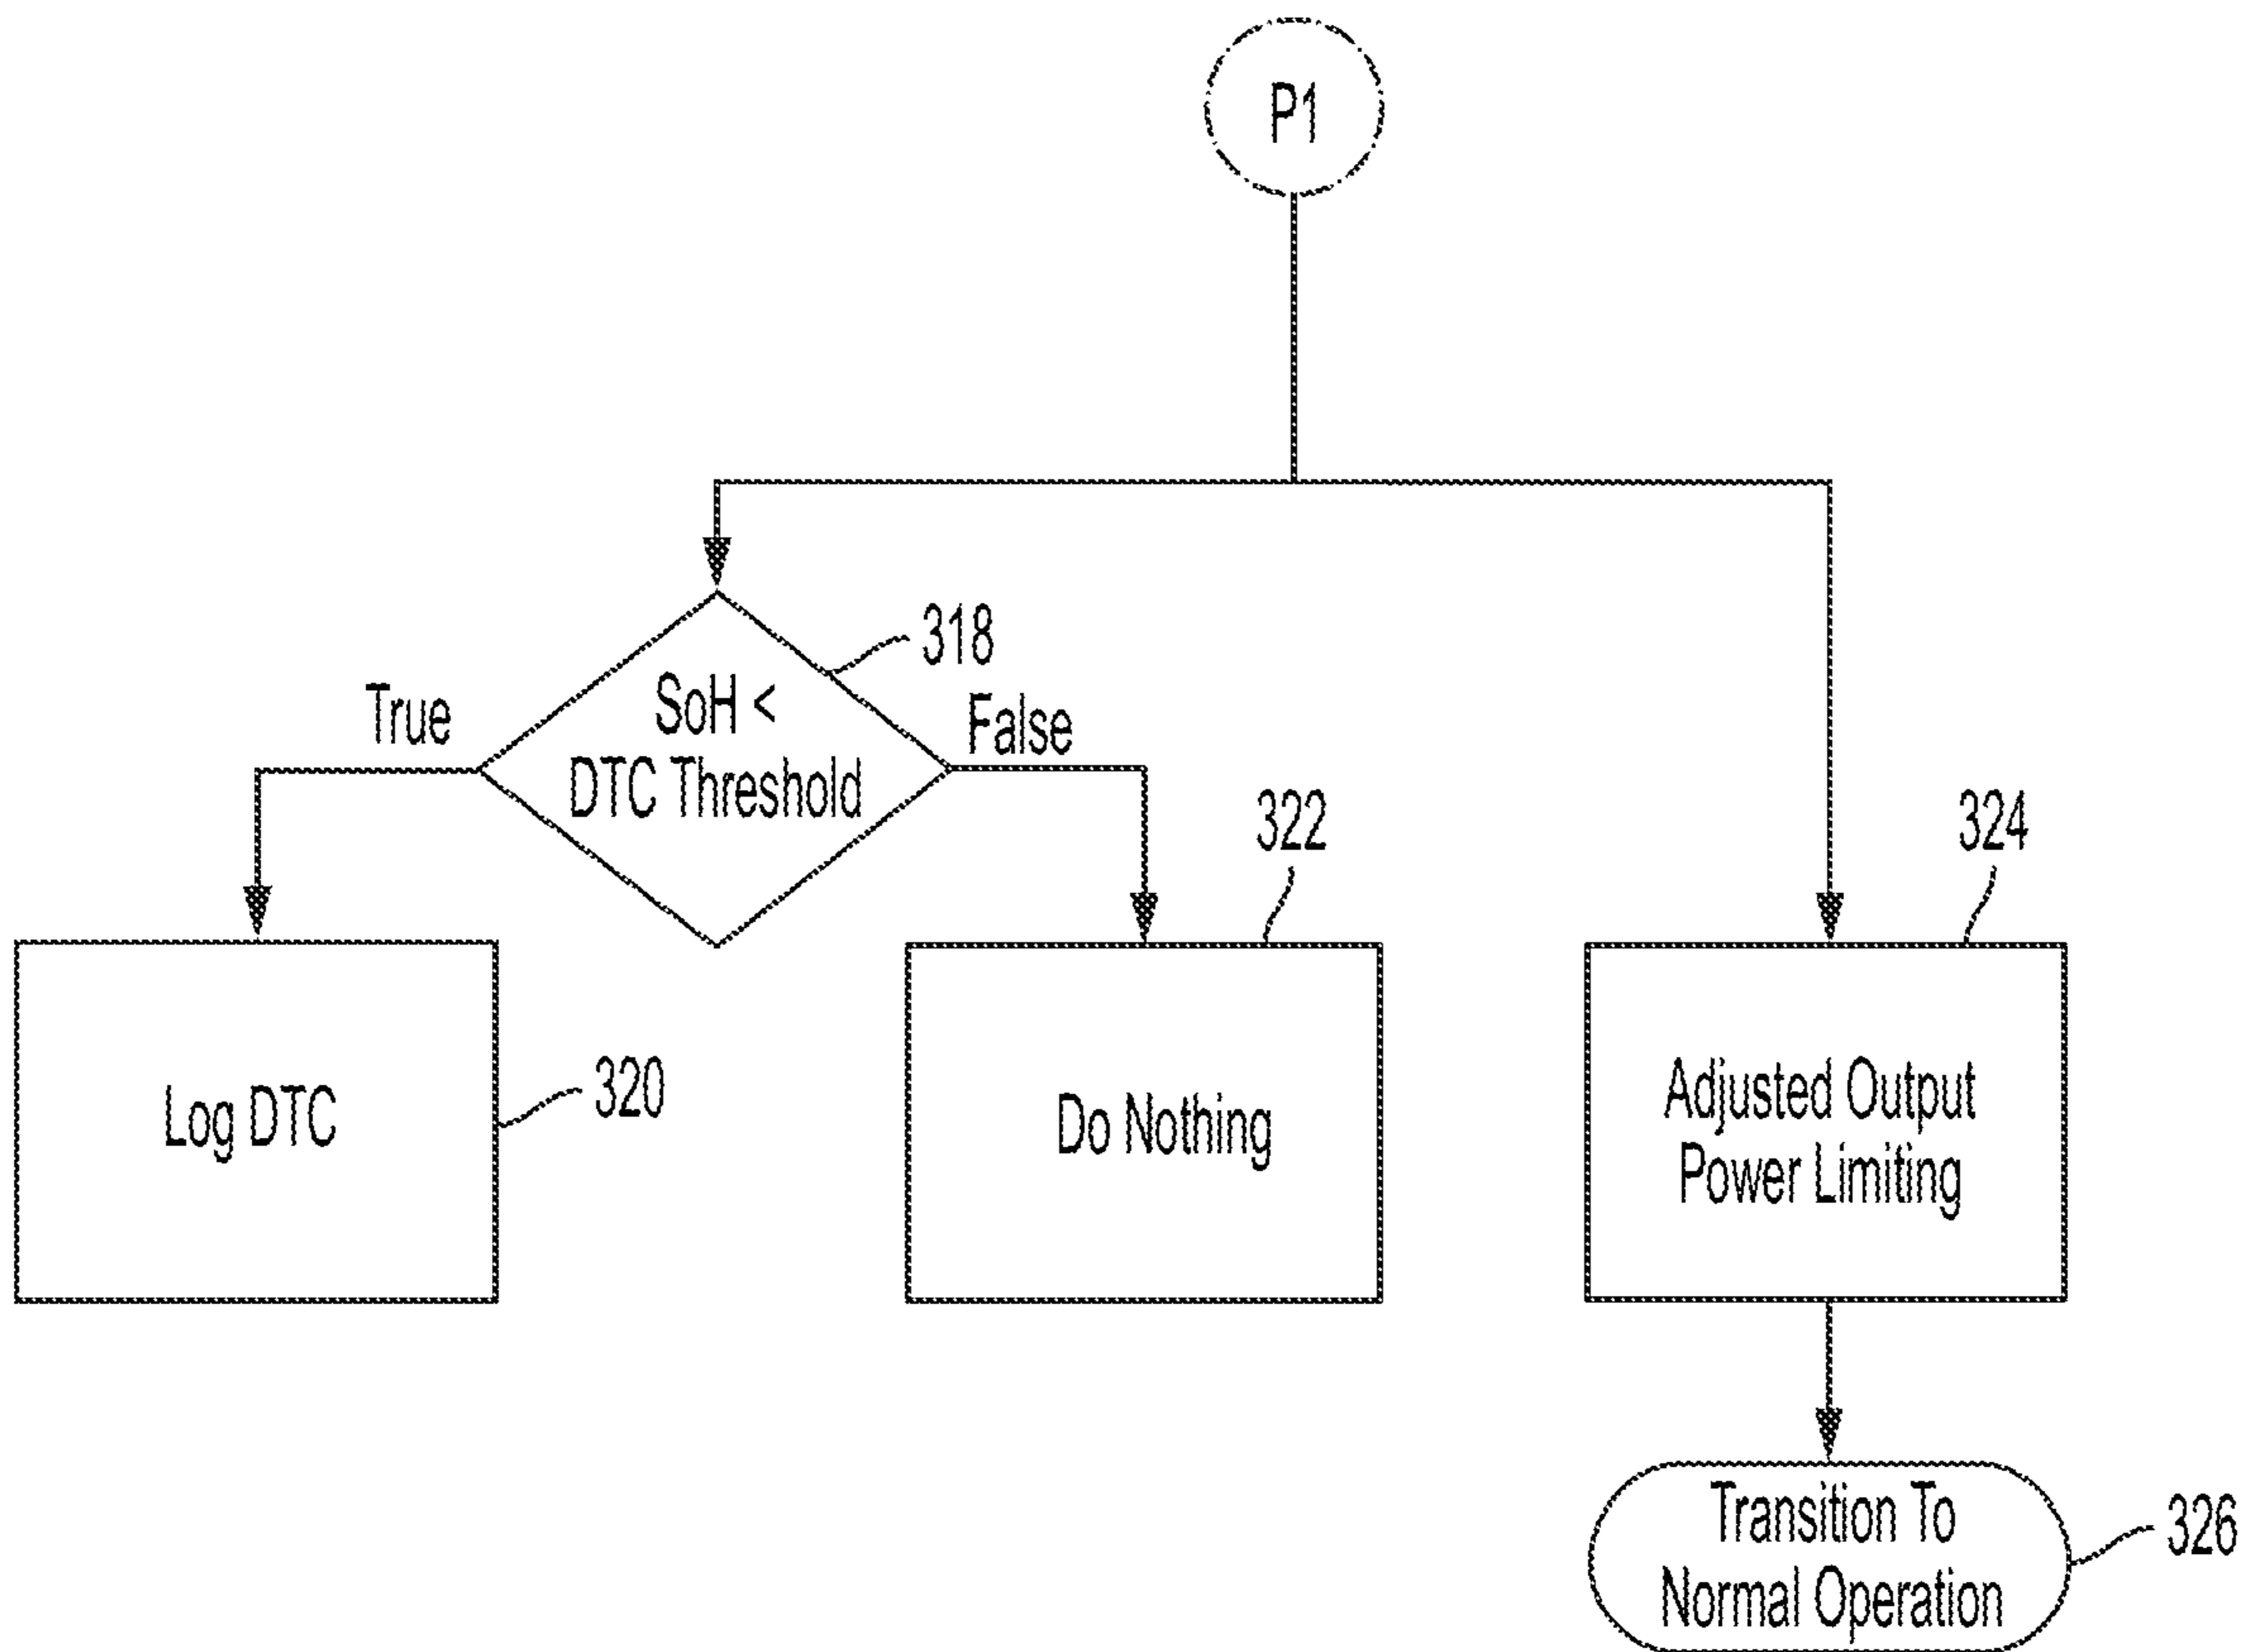 P1
318
True
SoH <
DTC Threshold
False
322
324
Log DTC
320
Do Nothing
Adjusted Output
Power Limiting
Transition To
Normal Operation
326